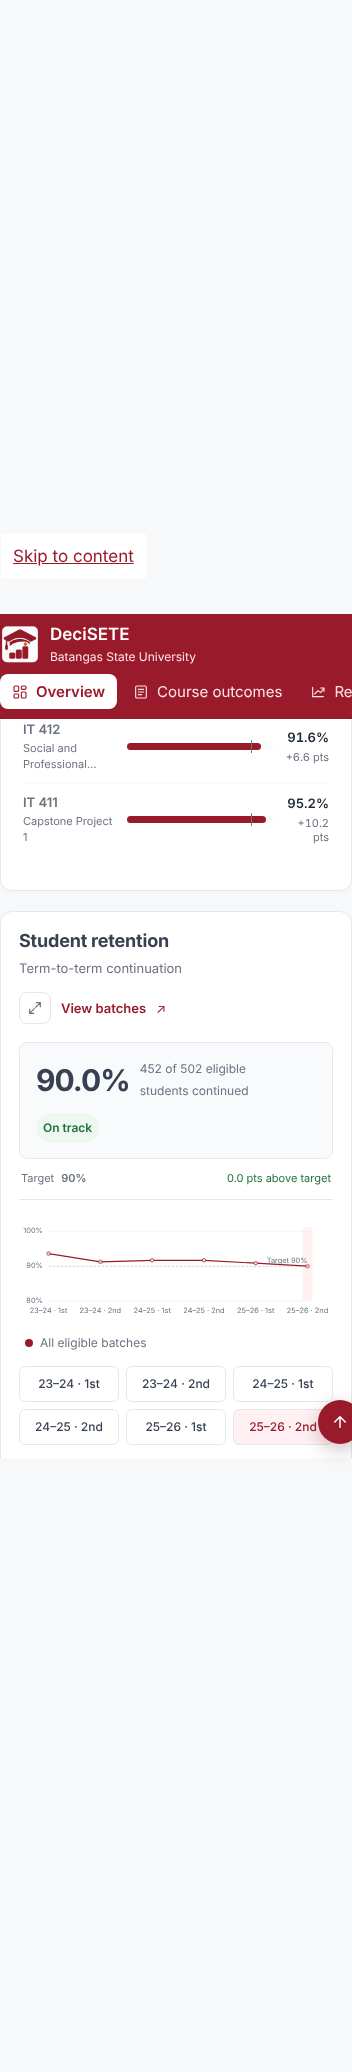 Skip to content
DeciSETE
Batangas State University
Overview
Course outcomes
Re
IT 412
Social and
Professional...
91.6%
+6.6 pts
IT 411
Capstone Project
1
95.2%
+10.2
pts
Student retention
Term-to-term continuation
View batches
90.0%
452 of 502 eligible
students continued
On track
Target 90%
0.0 pts above target
100%
Target 90%
90%
80%
23–24 · 1st
23–24 · 2nd
24–25 · 1st
24–25 · 2nd
25–26 · 1st
25–26 · 2nd
All eligible batches
23–24 · 1st
23–24 · 2nd
24–25 · 1st
24–25 · 2nd
25–26 · 1st
25–26 · 2nd